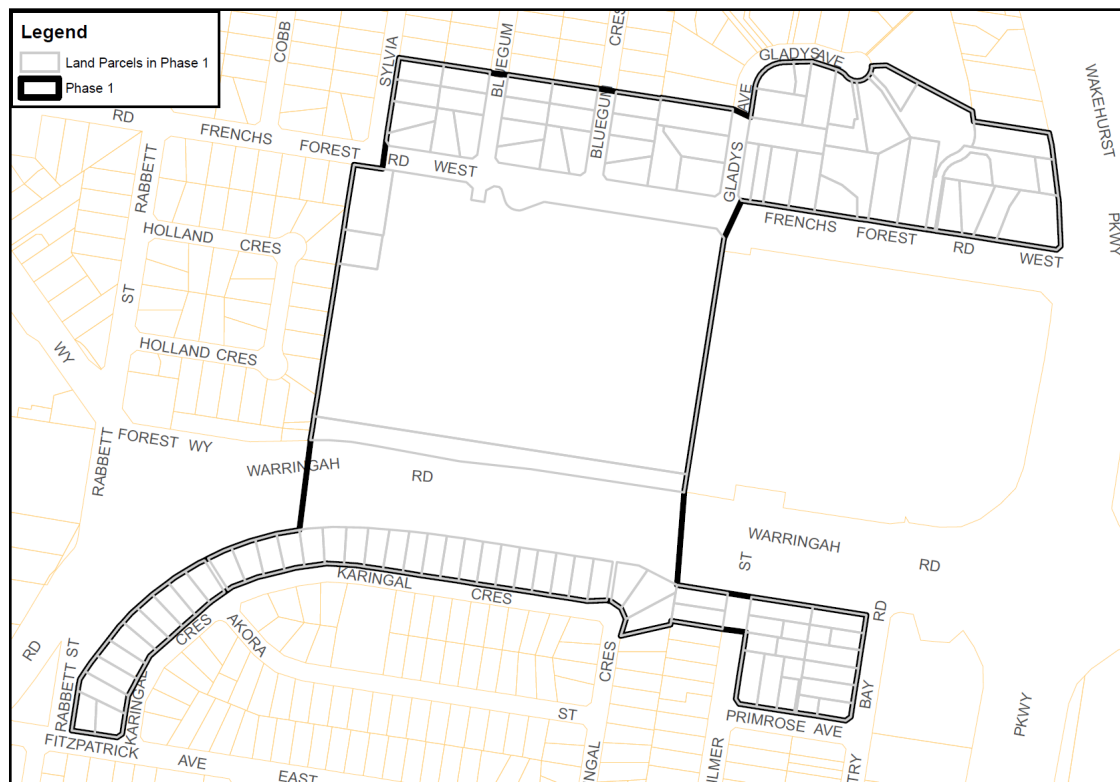 Legend
Land Parcels in Phase 1
Phase 1
COBB
SYLVIA
BLUEGUM
CRES
GLADYS AVE
RD
FRENCHS
FOREST
RD
WEST
BLUEGUM
AVE
GLADYS
WAKEHURST
PKWY
RABBETT
ST
HOLLAND
CRES
FRENCHS
FOREST
RD
WEST
HOLLAND CRES
WY
FOREST WY
RABBETT
WARRINGAH
RD
WARRINGAH
RD
ST
KARINGAL
CRES
CRES
AKORA
RD
RABBETT ST
KARINGAL
CRES
RD
BAY
ST
PRIMROSE AVE
PKWY
FITZPATRICK
AVE
EAST
NGAL
ILMER
TRY